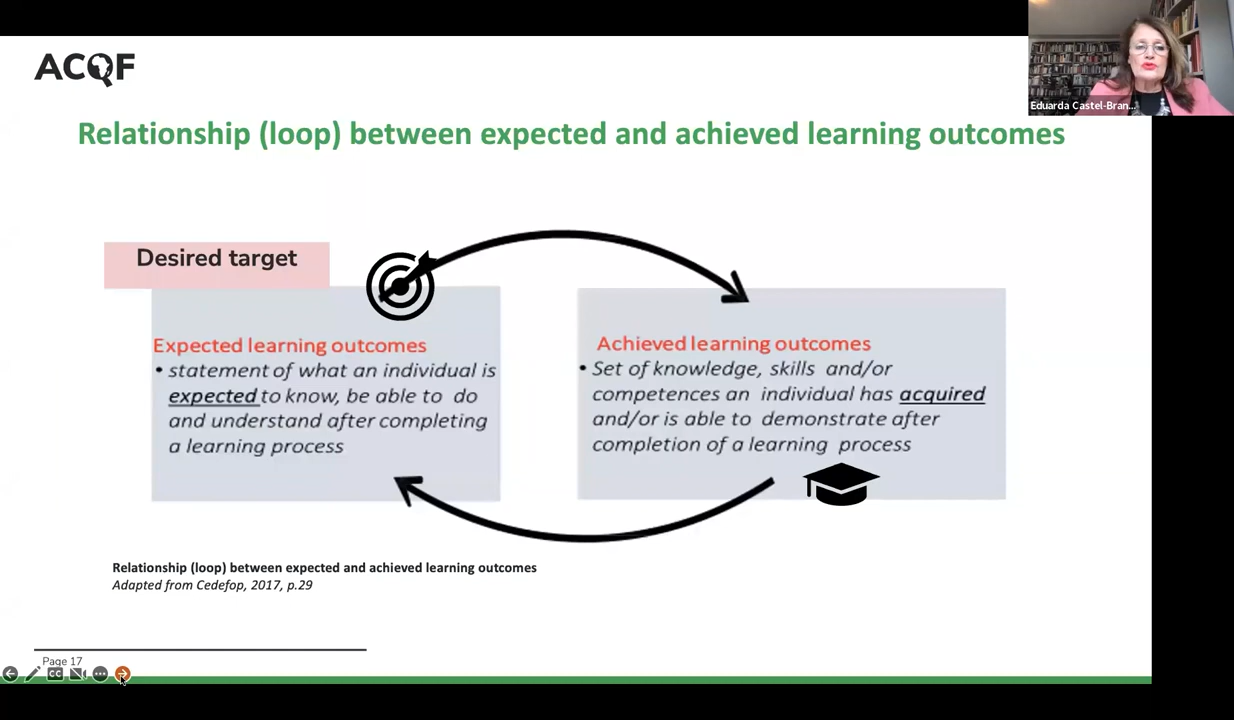 ACQF
Eduarda Castel-Bran...
Relationship (loop) between expected and achieved learning outcomes
Desired target
Expected learning outcomes
• statement of what an individual is
expected to know, be able to do
and understand after completing
a learning process
Achieved learning outcomes
• Set of knowledge, skills and/or
competences an individual has acquired
and/or is able to demonstrate after
completion of a learning process
Relationship (loop) between expected and achieved learning outcomes
Adapted from Cedefop, 2017, p.29
Page 17
CC